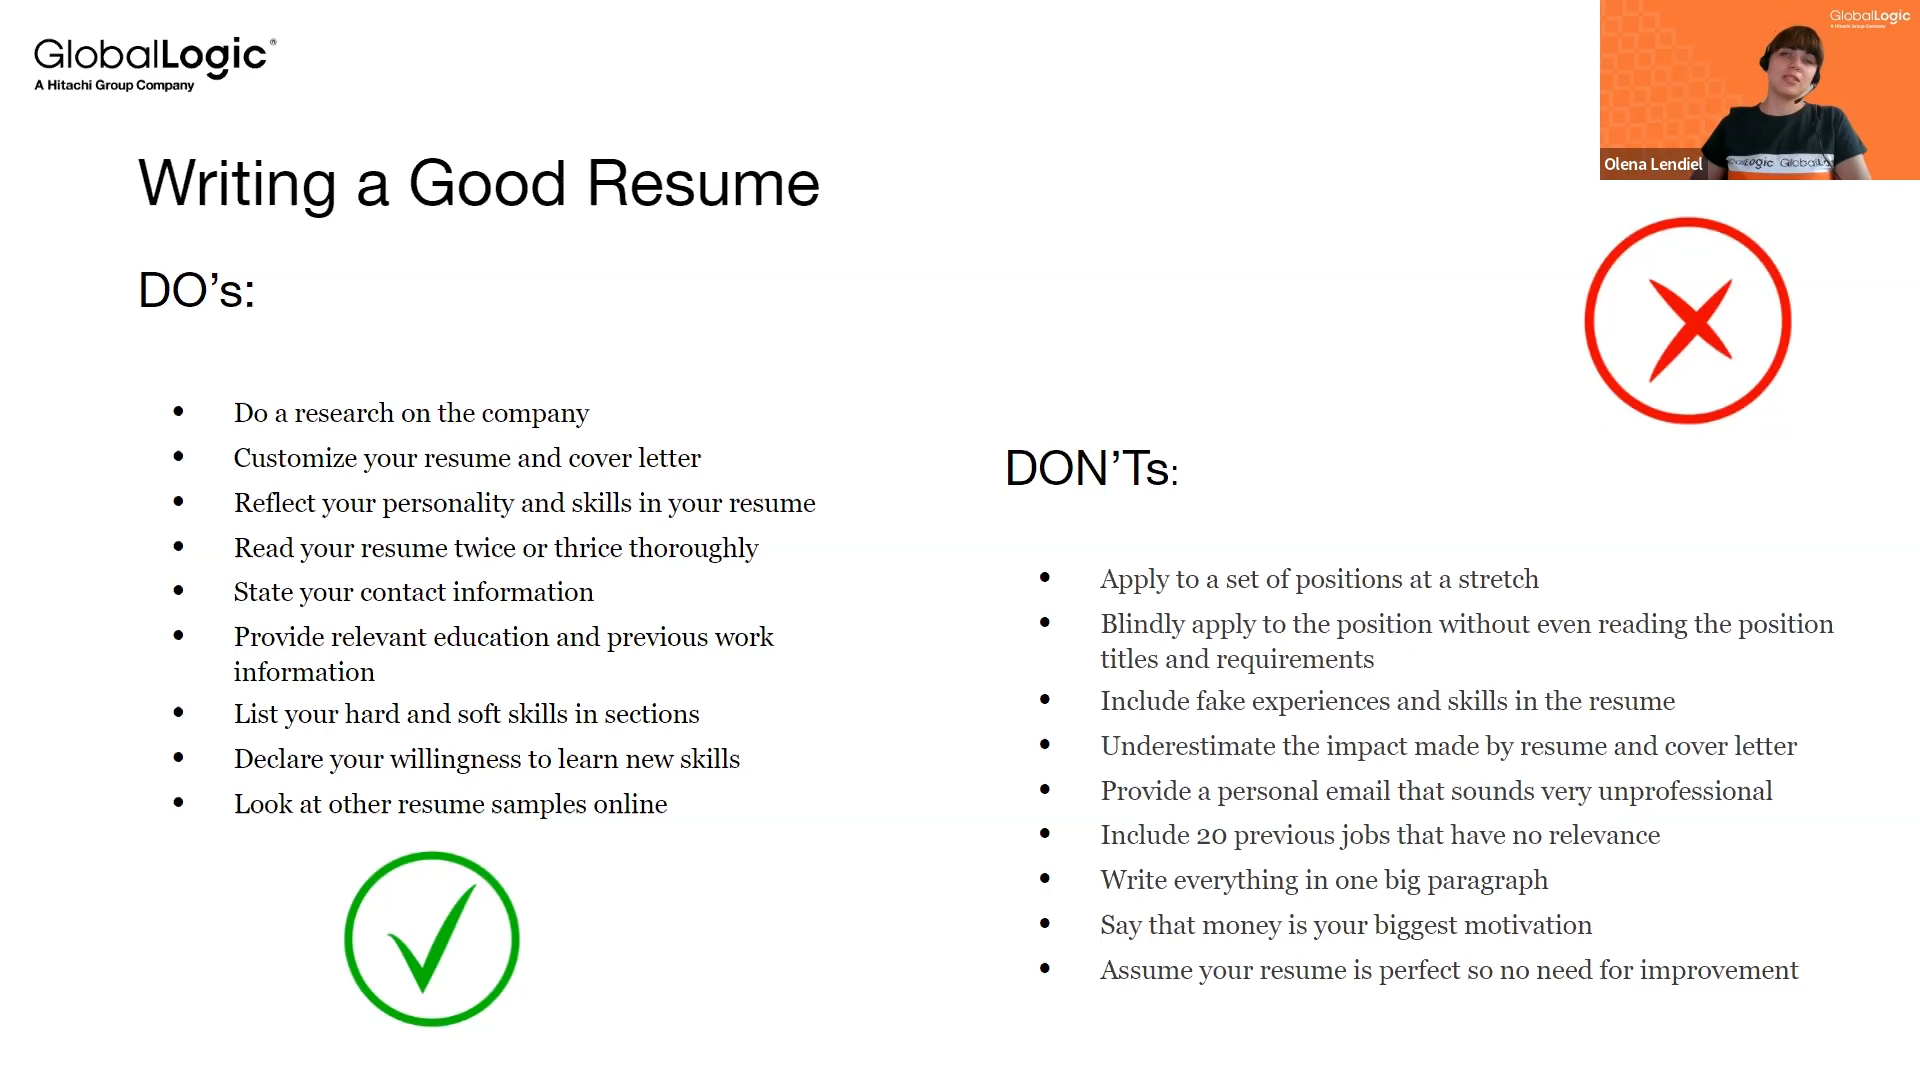 GlobalLogic®
A Hitachi Group Company
GlobalLogic
A Hitachi Group Company
Olena Lendiel
GlobalLo
Writing a Good Resume
DO’s:
• Do a research on the company
• Customize your resume and cover letter
• Reflect your personality and skills in your resume
• Read your resume twice or thrice thoroughly
• State your contact information
• Provide relevant education and previous work
information
• List your hard and soft skills in sections
• Declare your willingness to learn new skills
• Look at other resume samples online
DON’Ts:
• Apply to a set of positions at a stretch
• Blindly apply to the position without even reading the position
titles and requirements
• Include fake experiences and skills in the resume
• Underestimate the impact made by resume and cover letter
• Provide a personal email that sounds very unprofessional
• Include 20 previous jobs that have no relevance
• Write everything in one big paragraph
• Say that money is your biggest motivation
• Assume your resume is perfect so no need for improvement